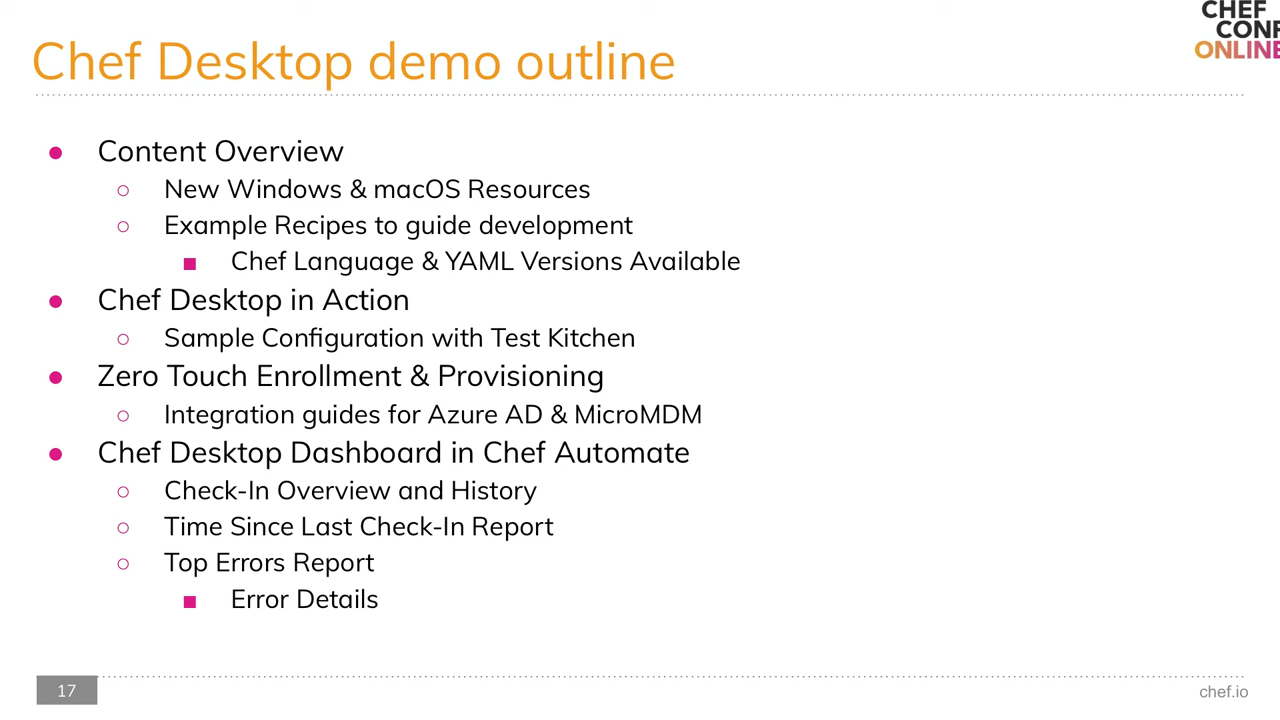 CHEF
CONF
ONLINE
Chef Desktop demo outline
● Content Overview
○ New Windows & macOS Resources
○ Example Recipes to guide development
■ Chef Language & YAML Versions Available
● Chef Desktop in Action
○ Sample Configuration with Test Kitchen
● Zero Touch Enrollment & Provisioning
○ Integration guides for Azure AD & MicroMDM
● Chef Desktop Dashboard in Chef Automate
○ Check-In Overview and History
○ Time Since Last Check-In Report
○ Top Errors Report
■ Error Details
17
chef.io